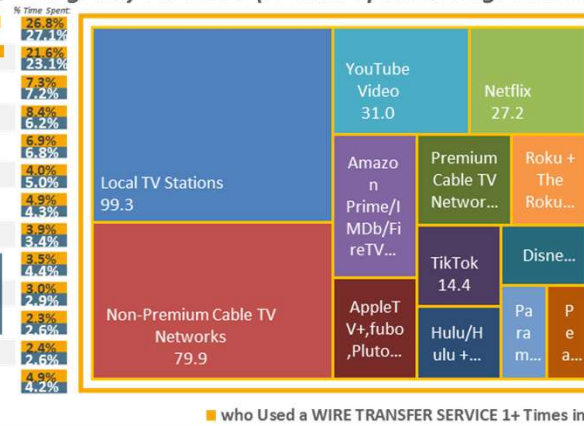 % Time Spent
26.8%
27.1%
21.6%
23.1%
7.3%
7.2%
8.4%
6.2%
6.9%
6.8%
4.0%
5.0%
4.9%
4.3%
3.9%
3.4%
3.5%
4.4%
3.0%
2.9%
2.3%
2.6%
2.4%
2.6%
4.9%
4.2%
Local TV Stations
99.3
Non-Premium Cable TV
Networks
79.9
YouTube
Video
31.0
Netflix
27.2
Amazo
n
Prime/I
MDb/Fi
reTV...
Premium
Cable TV
Networ...
Roku +
The
Roku...
TikTok
14.4
Disne...
AppleT
V+,fubo
,Pluto...
Hulu/H
ulu +...
Pa
ra
m...
P
e
a...
who Used a WIRE TRANSFER SERVICE 1+ Times in